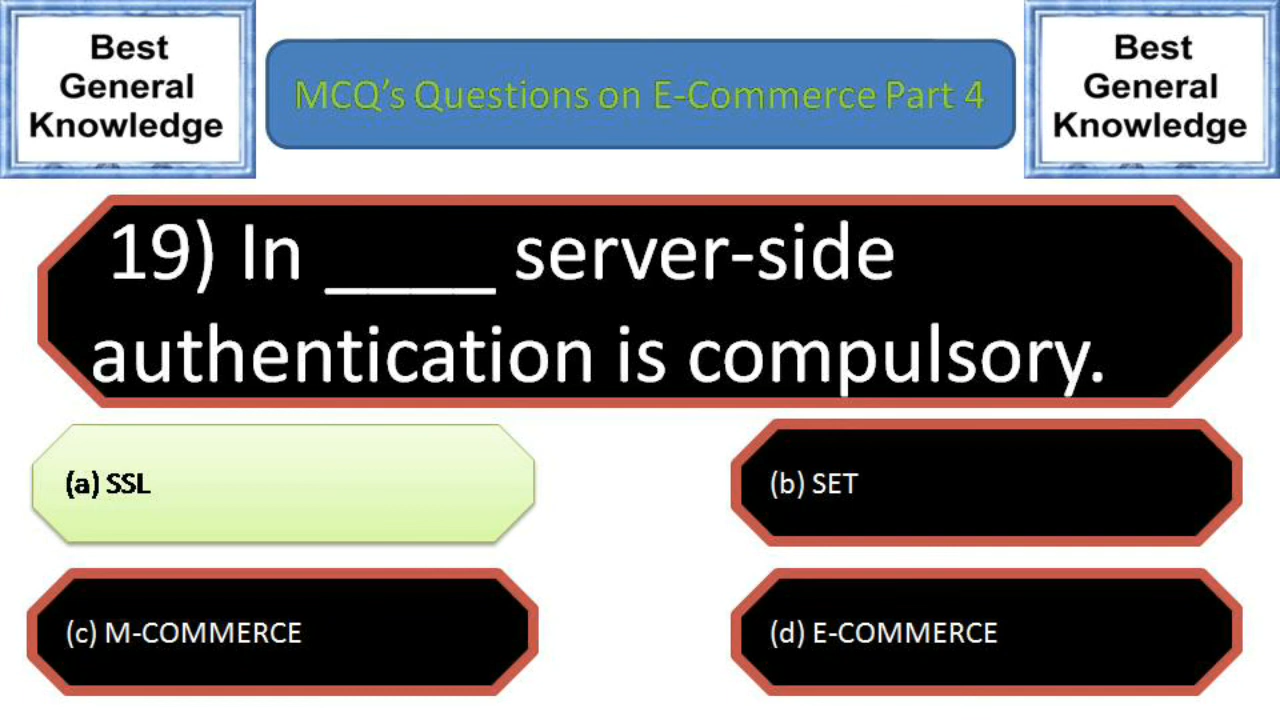 Best
General
Knowledge
MCQ's Questions on E-Commerce Part 4
Best
General
Knowledge
19) In ____ server-side
authentication is compulsory.
(a) SSL
(b) SET
(c) M-COMMERCE
(d) E-COMMERCE